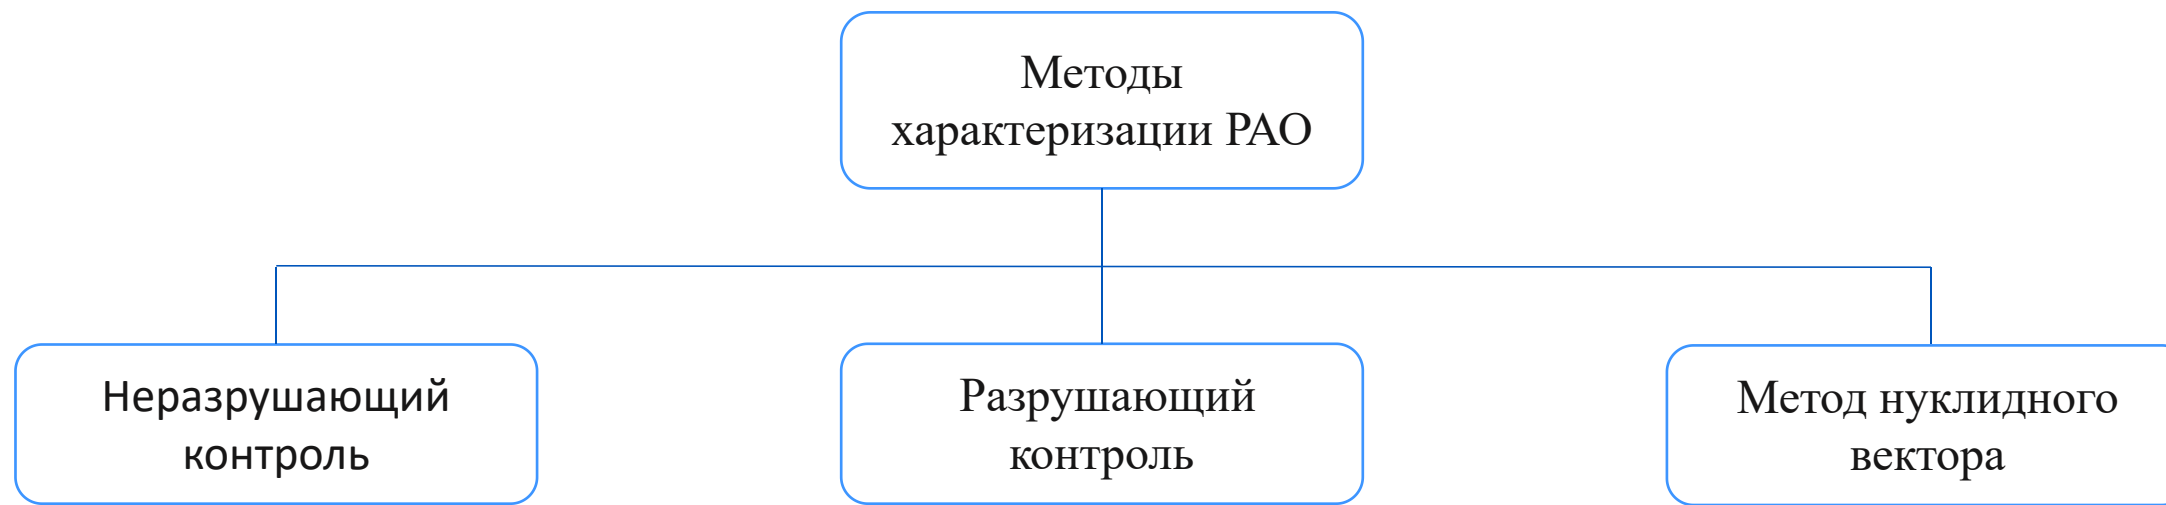 Методы
характеризации РАО
Неразрушающий
контроль
Разрушающий
контроль
Метод нуклидного
вектора